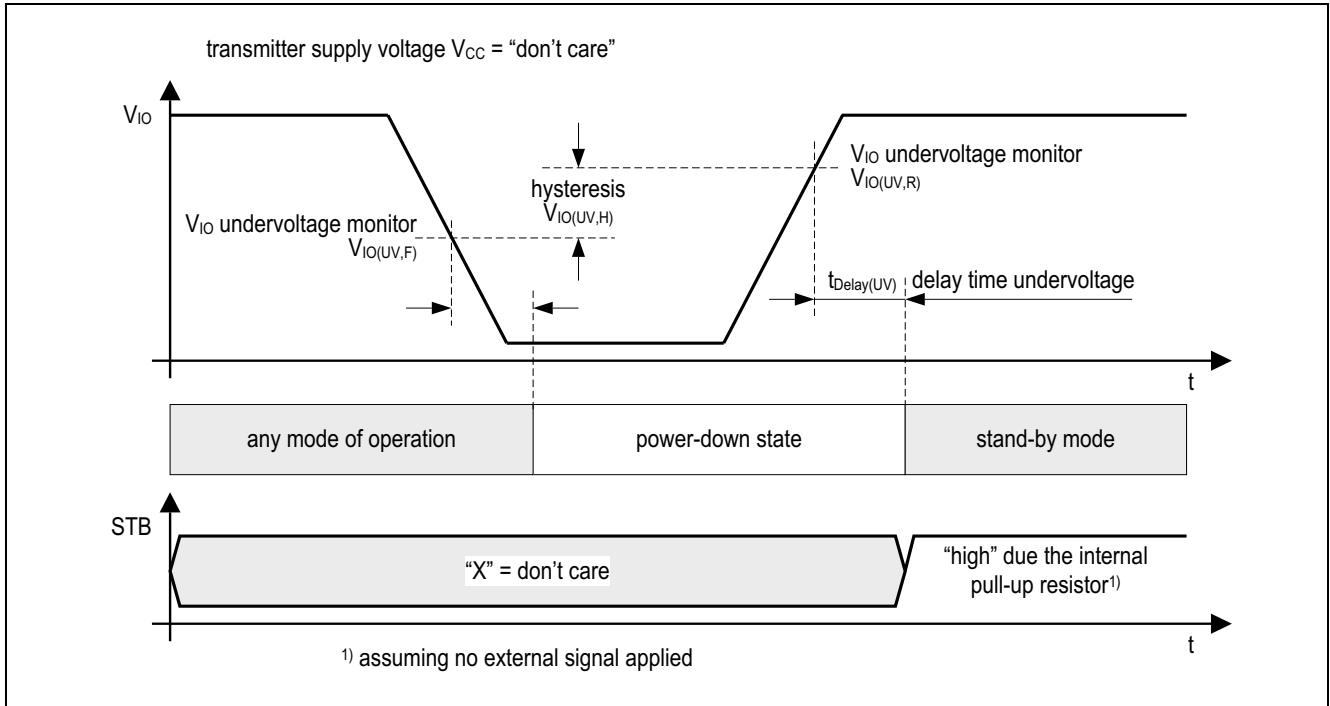 transmitter supply voltage VCC = “don’t care”
VIO
VIO undervoltage monitor
VIO(UV,F)
hysteresis
VIO(UV,H)
VIO undervoltage monitor
VIO(UV,R)
tDelay(UV) delay time undervoltage
t
any mode of operation
power-down state
stand-by mode
STB
“X” = don’t care
“high” due the internal
pull-up resistor1)
t
1) assuming no external signal applied